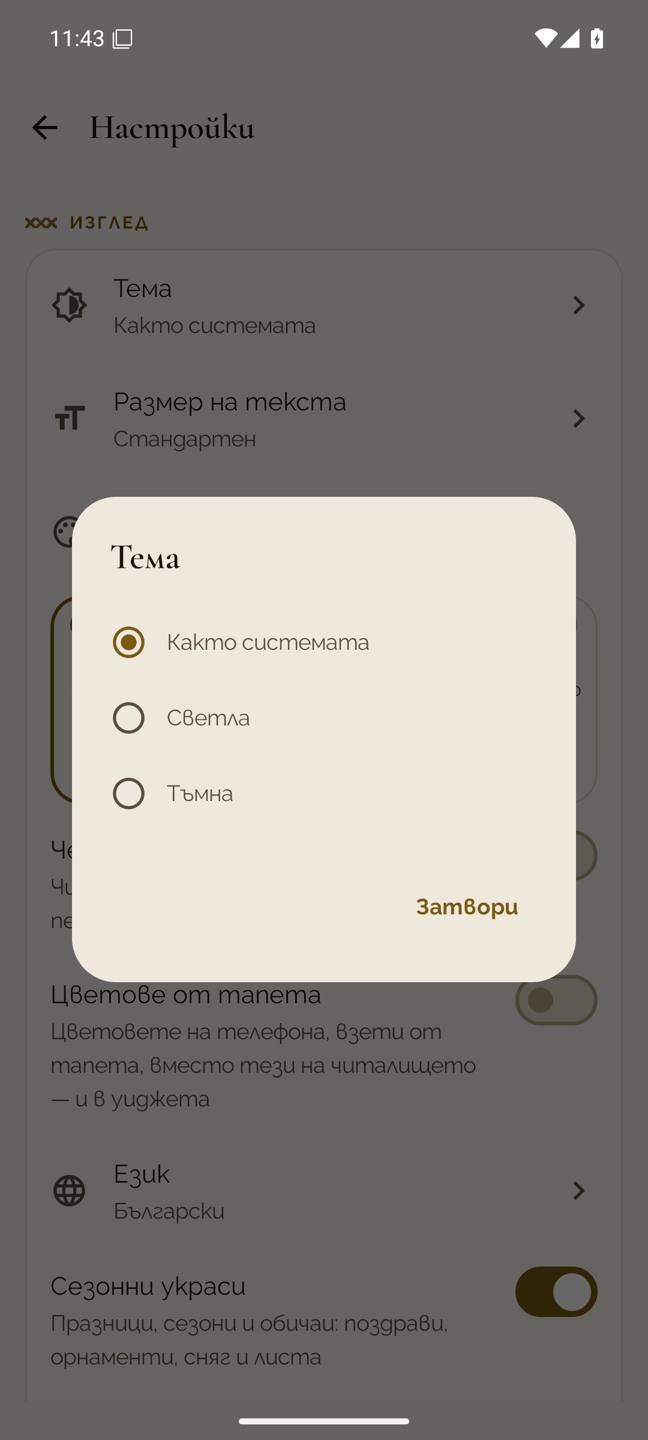 11:43
Настройки
ИЗГЛЕД
Тема
Както системата
Размер на текста
Стандартен
Тема
Както системата
Светла
Тъмна
Затвори
Цветове от тапета
Цветовете на телефона, взети от
тапета, вместо тези на читалището
— и в уиджета
Език
Български
Сезонни украси
Празници, сезони и обичаи: поздрави,
орнаменти, сняг и листа